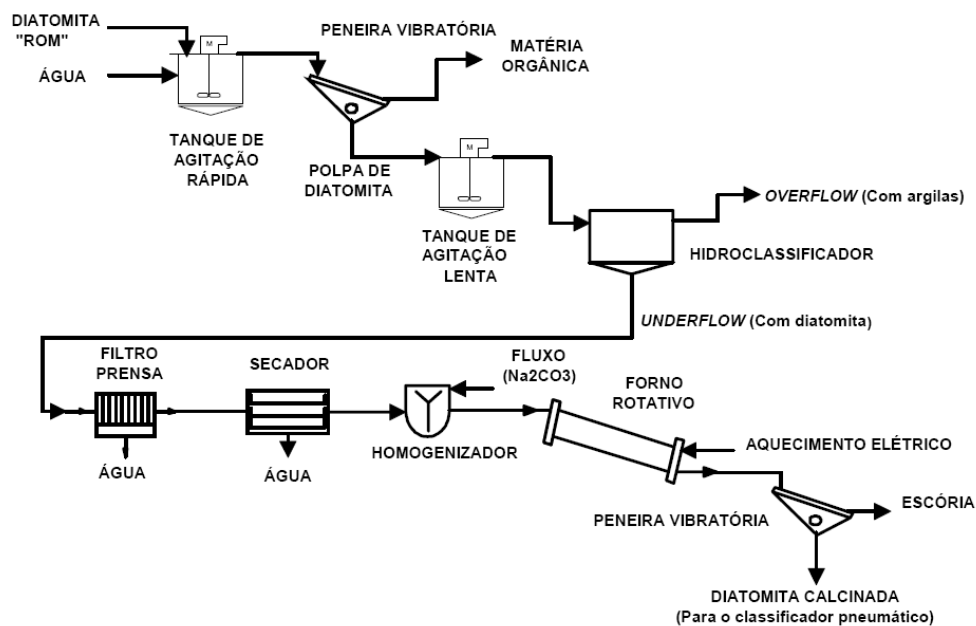 DIATOMITA
"ROM"
ÁGUA
M
TANQUE DE
AGITAÇÃO
RÁPIDA
PENEIRA VIBRATÓRIA
MATÉRIA
ORGÂNICA
POLPA DE
DIATOMITA
M
TANQUE DE
AGITAÇÃO
LENTA
OVERFLOW (Com argilas)
HIDROCLASSIFICADOR
UNDERFLOW (Com diatomita)
FILTRO
PRENSA
ÁGUA
SECADOR
ÁGUA
FLUXO
(Na2CO3)
HOMOGENIZADOR
FORNO
ROTATIVO
AQUECIMENTO ELÉTRICO
PENEIRA VIBRATÓRIA
ESCÓRIA
DIATOMITA CALCINADA
(Para o classificador pneumático)